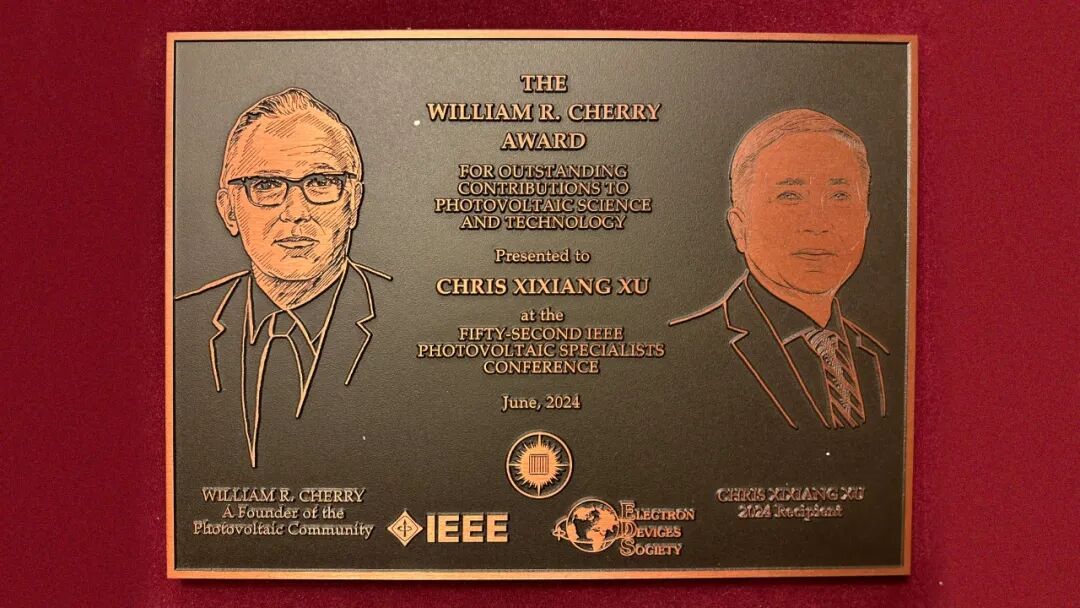 THE
WILLIAM R. CHERRY
AWARD
FOR OUTSTANDING
CONTRIBUTIONS TO
PHOTOVOLTAIC SCIENCE
AND TECHNOLOGY
Presented to
CHRIS XIXIANG XU
at the
FIFTY-SECOND IEEE
PHOTOVOLTAIC SPECIALISTS
CONFERENCE
June, 2024
WILLIAM R. CHERRY
A Founder of the
Photovoltaic Community
IEEE
ELECTRON
DEVICES
SOCIETY
CHRIS XIXIANG XU
2024 Recipient